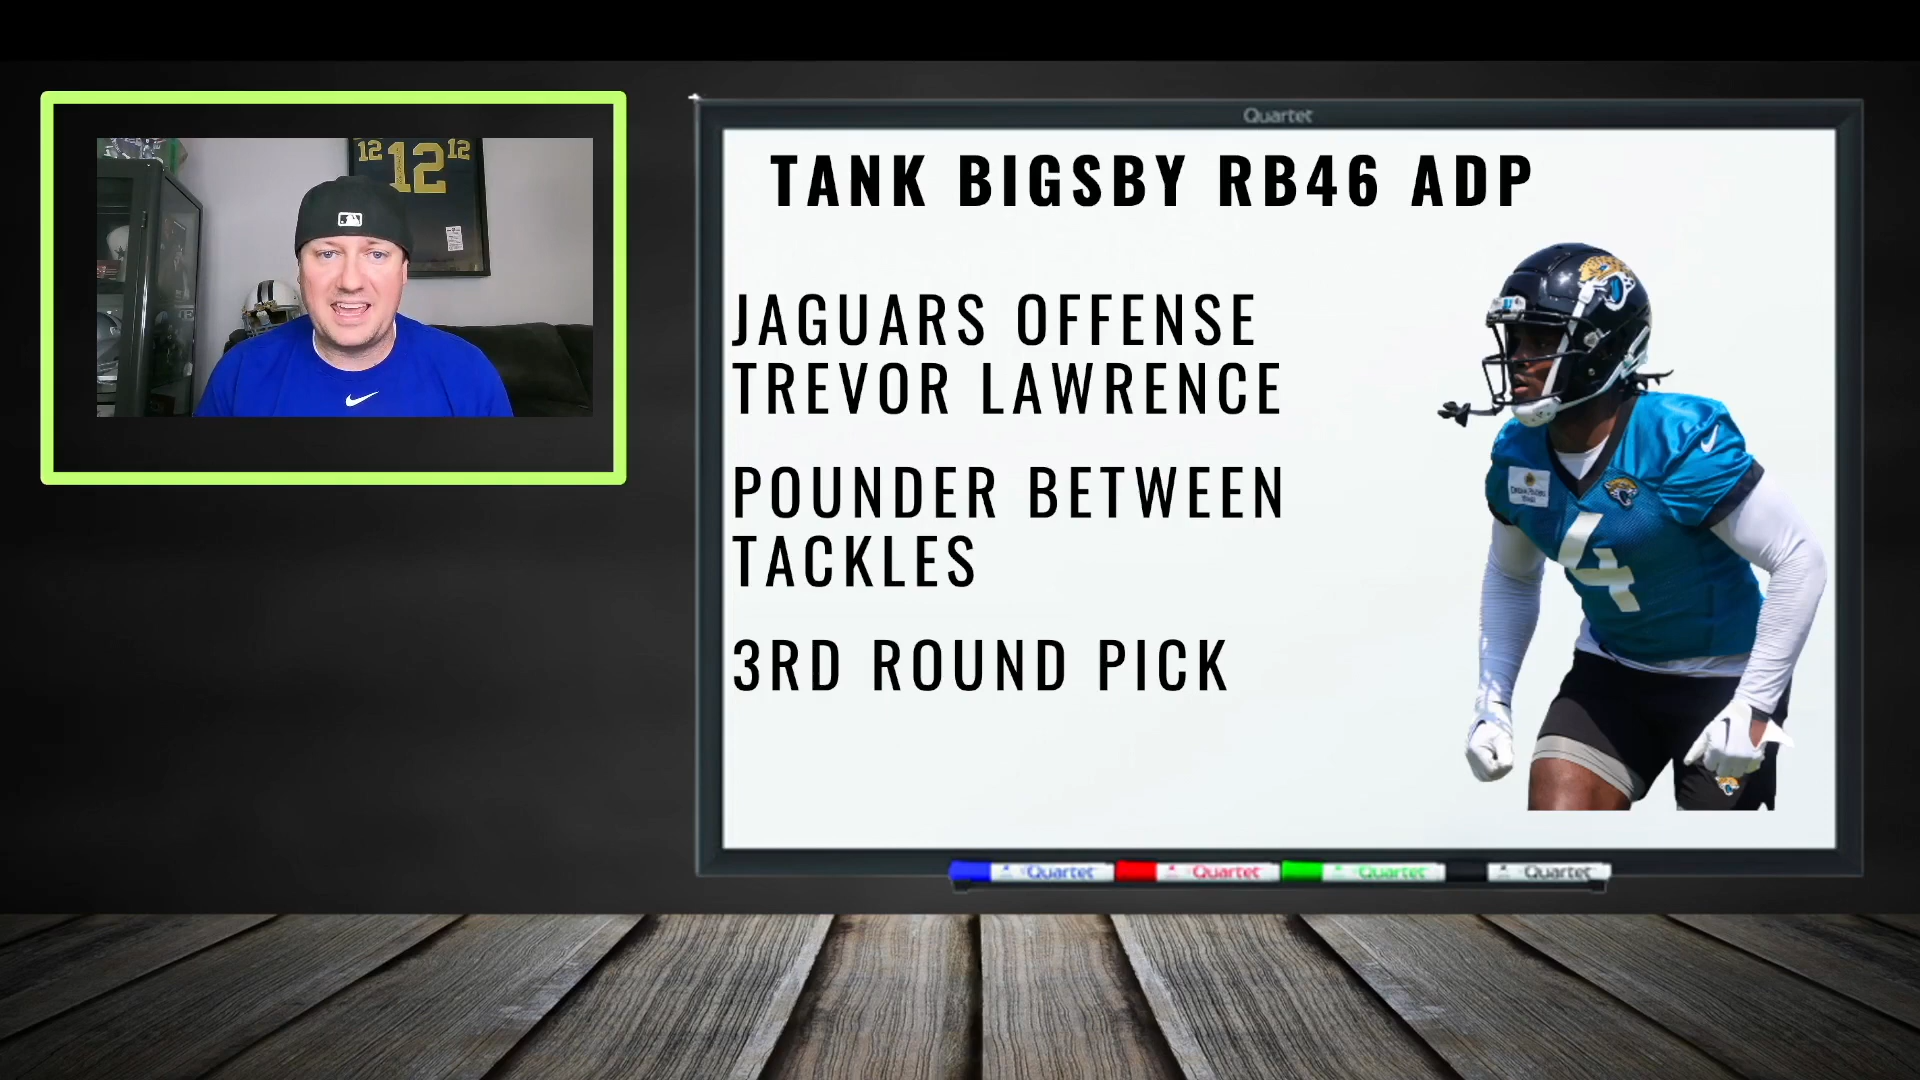 12 12 12
Quartet
TANK BIGSBY RB46 ADP
JAGUARS OFFENSE
TREVOR LAWRENCE
POUNDER BETWEEN
TACKLES
3RD ROUND PICK
4
Quartet Quartet Quartet Quartet